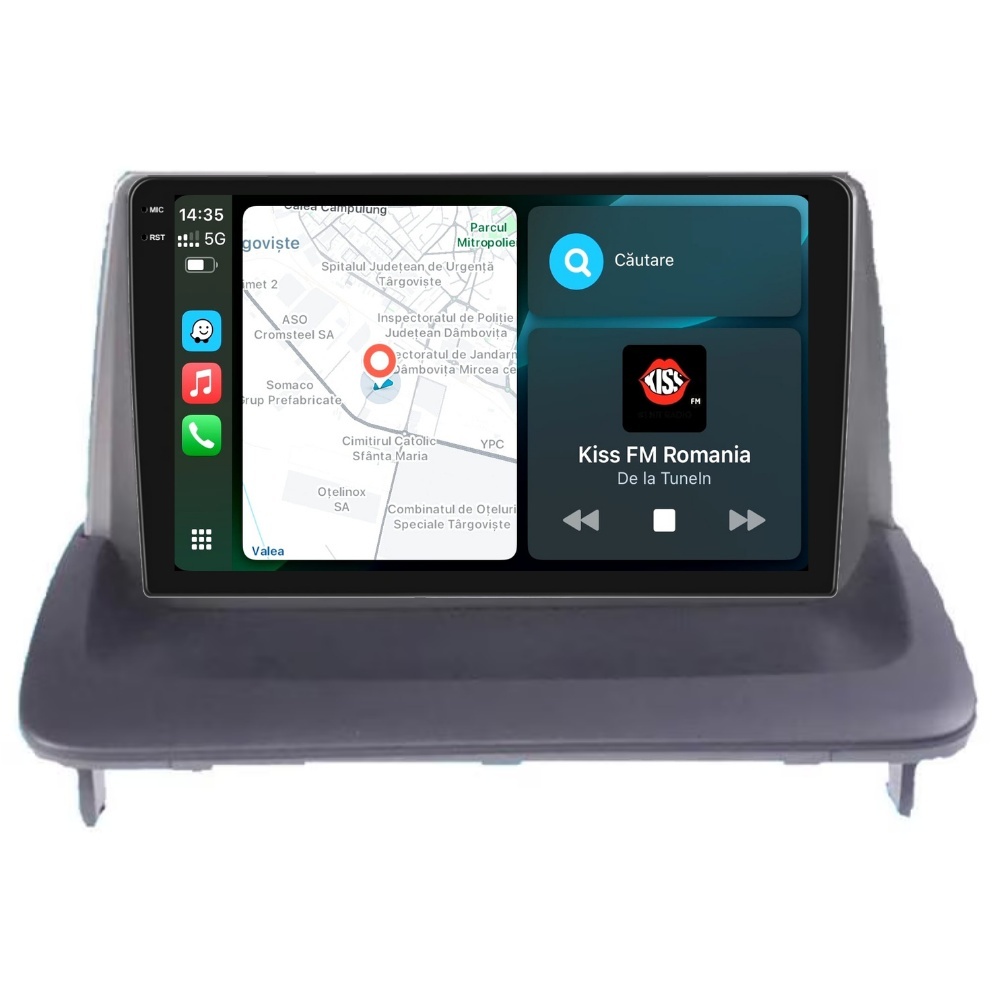 MIC
RST
14:35
5G
Calea Câmpulung
goviște
Parcul
Mitropolie
Spitalul Județean de Urgență
Târgoviște
met 2
ASO
Cromsteel SA
Inspectoratul de Poliție
Județean Dâmbovița
ectoratul de Jandarm
Dâmbovița Mircea ce
Somaco
Grup Prefabricate
Cimitirul Catolic
Sfânta Maria
YPC
Oțelinox
SA
Combinatul de Oțeluri
Speciale Târgoviște
Valea
Căutare
KISS
FM
Kiss FM Romania
De la TuneIn